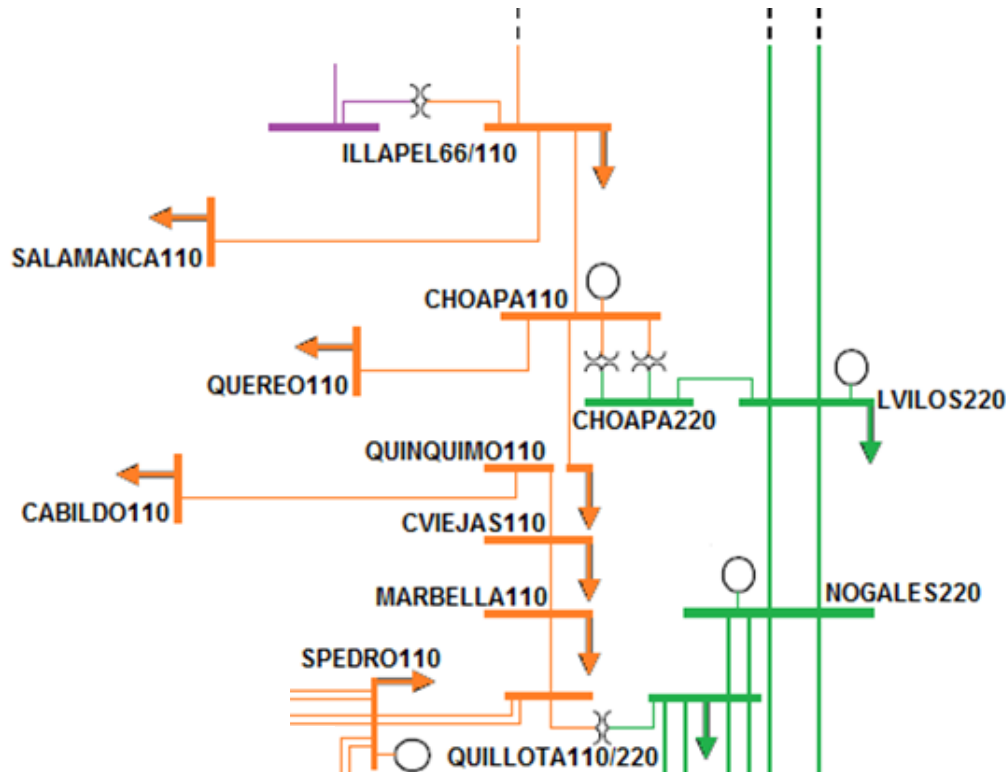 ILLAPEL66/110
SALAMANCA110
CHOAPA110
QUEREO110
LVILOS220
CHOAPA220
QUINQUIMO110
CABILDO110
CVIEJAS110
MARBELLA110
NOGALES220
SPEDRO110
QUILLOTA110/220